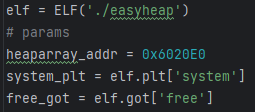 elf = ELF('./easyheap')
# params
heaparray_addr = 0x6020E0
system_plt = elf.plt['system']
free_got = elf.got['free']